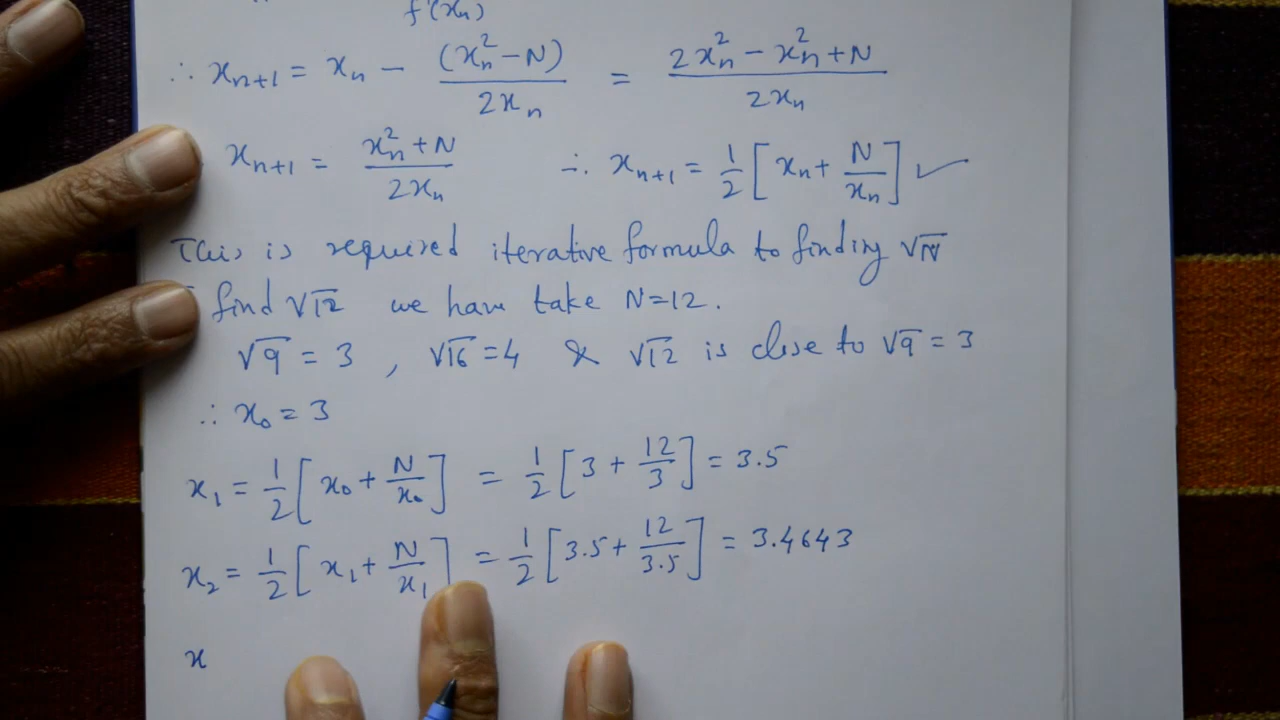 f'(xₙ)
∴ xₙ₊₁ = xₙ − (xₙ² − N) / 2xₙ = (2xₙ² − xₙ² + N) / 2xₙ
xₙ₊₁ = (xₙ² + N) / 2xₙ ∴ xₙ₊₁ = 1/2 [xₙ + N/xₙ] ✓
This is required iterative formula to finding √N
find √12 we have take N=12.
√9 = 3 , √16 = 4 & √12 is close to √9 = 3
∴ x₀ = 3
x₁ = 1/2 [x₀ + N/x₀] = 1/2 [3 + 12/3] = 3.5
x₂ = 1/2 [x₁ + N/x₁] = 1/2 [3.5 + 12/3.5] = 3.4643
x